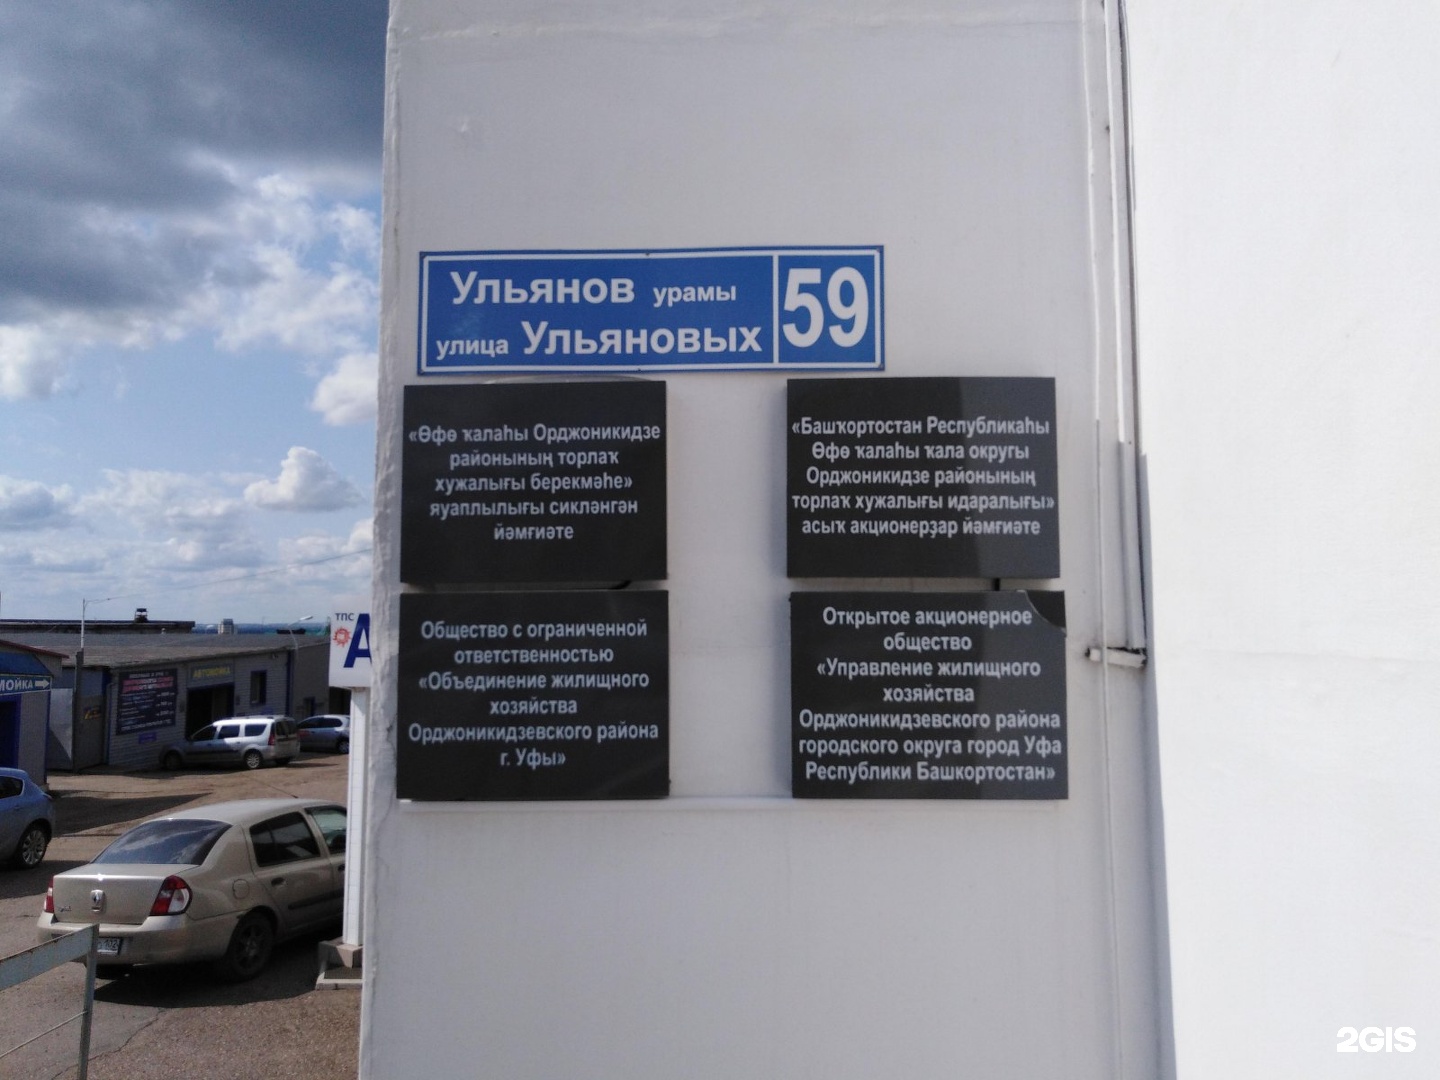 Ульянов урамы
улица Ульяновых
59
«Өфө ҡалаһы Орджоникидзе
районының торлаҡ
хужалығы берекмәһе»
яуаплылығы сикләнгән
йәмғиәте
«Башҡортостан Республикаһы
Өфө ҡалаһы ҡала округы
Орджоникидзе районының
торлаҡ хужалығы идаралығы»
асыҡ акционерҙар йәмғиәте
Общество с ограниченной
ответственностью
«Объединение жилищного
хозяйства
Орджоникидзевского района
г. Уфы»
Открытое акционерное
общество
«Управление жилищного
хозяйства
Орджоникидзевского района
городского округа город Уфа
Республики Башкортостан»
ТПС
А
МОЙКА
АВТОМОЙКА
2GIS